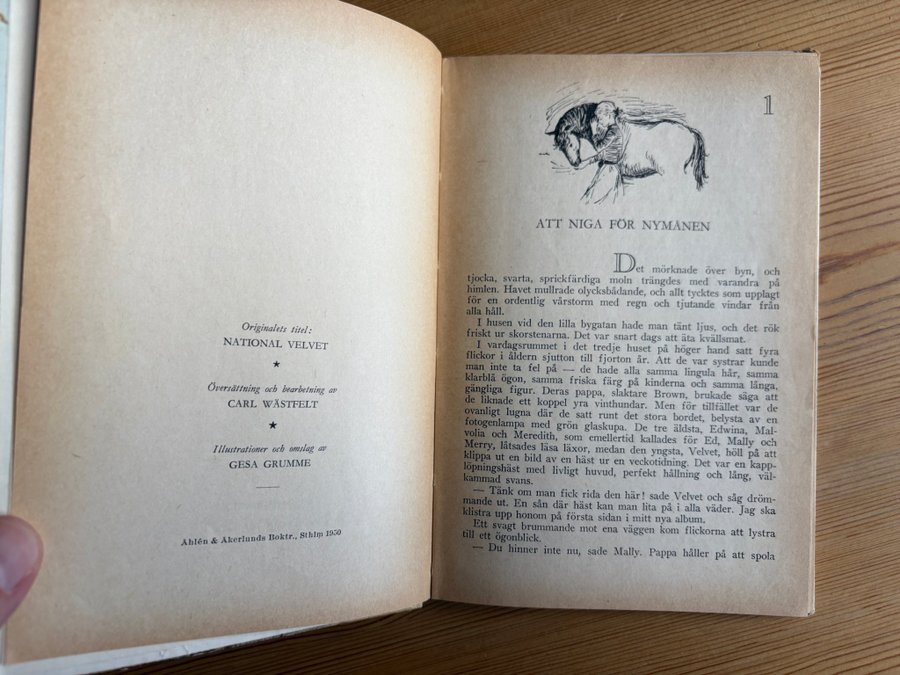 Originalets titel:
NATIONAL VELVET
★
Översättning och bearbetning av
CARL WÄSTFELT
★
Illustrationer och omslag av
GESA GRUMME
Åhlén & Åkerlunds Boktr., Sthlm 1950
1
ATT NIGA FÖR NYMÅNEN
Det mörknade över byn, och
tjocka, svarta, sprickfärdiga moln trängdes med varandra på
himlen. Havet mullrade olycksbådande, och allt tycktes som upplagt
för en ordentlig vårstorm med regn och tjutande vindar från
alla håll.
I husen vid den lilla bygatan hade man tänt ljus, och det rök
friskt ur skorstenarna. Det var snart dags att äta kvällsmat.
I vardagsrummet i det tredje huset på höger hand satt fyra
flickor i åldern sjutton till fjorton år. Att de var systrar kunde
man inte ta fel på — de hade alla samma lingula hår, samma
klarblå ögon, samma friska färg på kinderna och samma långa,
gängliga figur. Deras pappa, slaktare Brown, brukade säga att
de liknade ett koppel yra vinthundar. Men för tillfället var de
ovanligt lugna där de satt runt det stora bordet, belysta av en
fotogenlampa med grön glaskupa. De tre äldsta, Edwina, Mal-
volia och Meredith, som emellertid kallades för Ed, Mally och
Merry, låtsades läsa läxor, medan den yngsta, Velvet, höll på att
klippa ut en bild av en häst ur en veckotidning. Det var en kapp-
löpningshäst med livligt huvud, perfekt hållning och lång, väl-
kammad svans.
— Tänk om man fick rida den här! sade Velvet och såg dröm-
mande ut. En sån där häst kan man lita på i alla väder. Jag ska
klistra upp honom på första sidan i mitt nya album.
Ett svagt brummande mot ena väggen kom flickorna att lystra
till ett ögonblick.
— Du hinner inte nu, sade Mally. Pappa håller på att spola